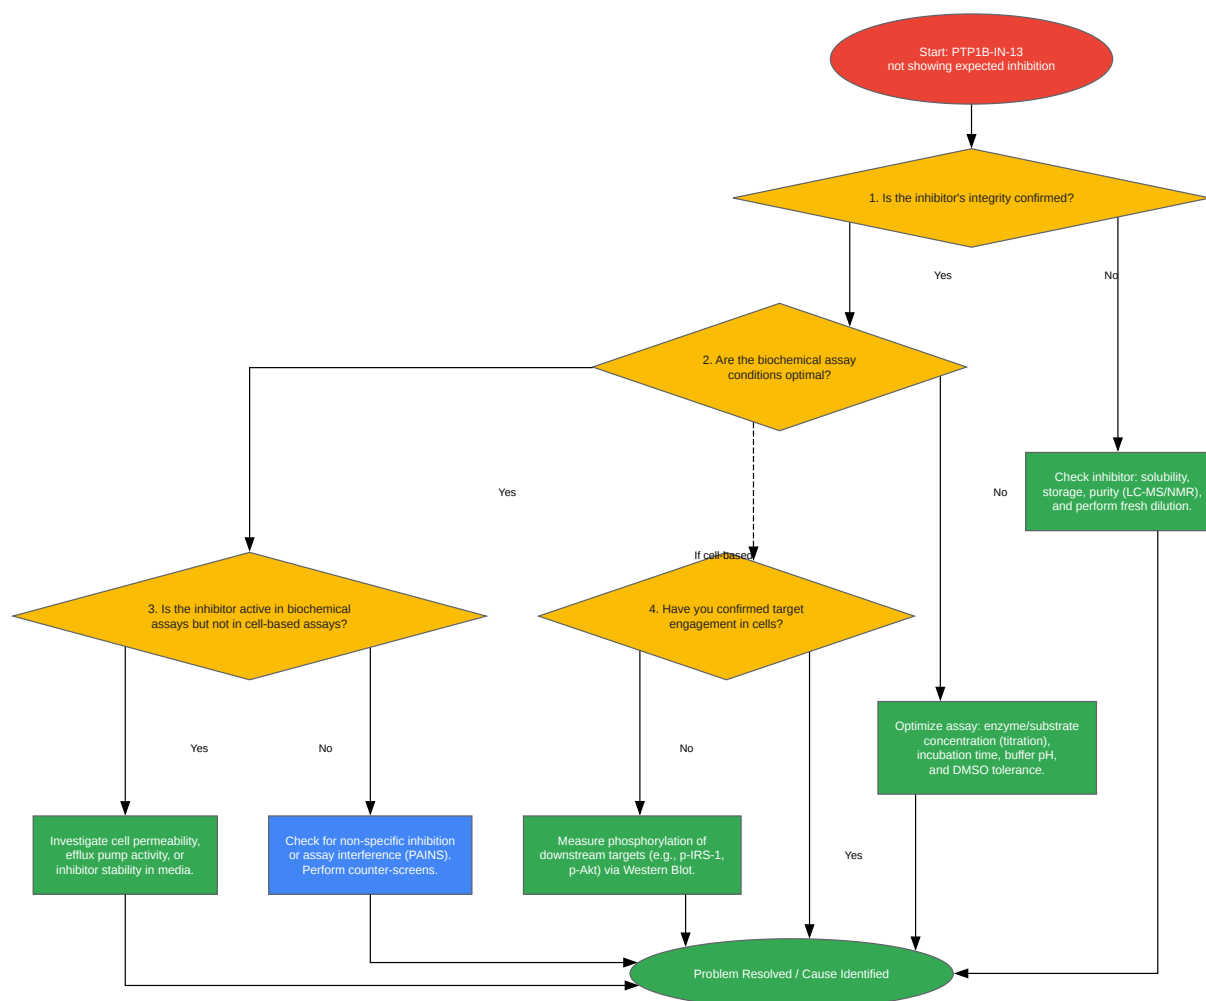 Start: PTP1B-IN-13
not showing expected inhibition
1. Is the inhibitor's integrity confirmed?
Yes
No
2. Are the biochemical assay
conditions optimal?
Yes
No
Check inhibitor: solubility,
storage, purity (LC-MS/NMR),
and perform fresh dilution.
If cell-based
3. Is the inhibitor active in biochemical
assays but not in cell-based assays?
4. Have you confirmed target
engagement in cells?
Yes
No
No
Optimize assay: enzyme/substrate
concentration (titration),
incubation time, buffer pH,
and DMSO tolerance.
Investigate cell permeability,
efflux pump activity, or
inhibitor stability in media.
Check for non-specific inhibition
or assay interference (PAINS).
Perform counter-screens.
Measure phosphorylation of
downstream targets (e.g., p-IRS-1,
p-Akt) via Western Blot.
Yes
Problem Resolved / Cause Identified